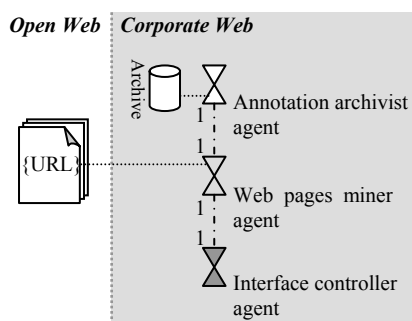 Open Web
Corporate Web
Archive
Annotation archivist
agent
1
1
{URL}
Web pages miner
agent
1
1
Interface controller
agent